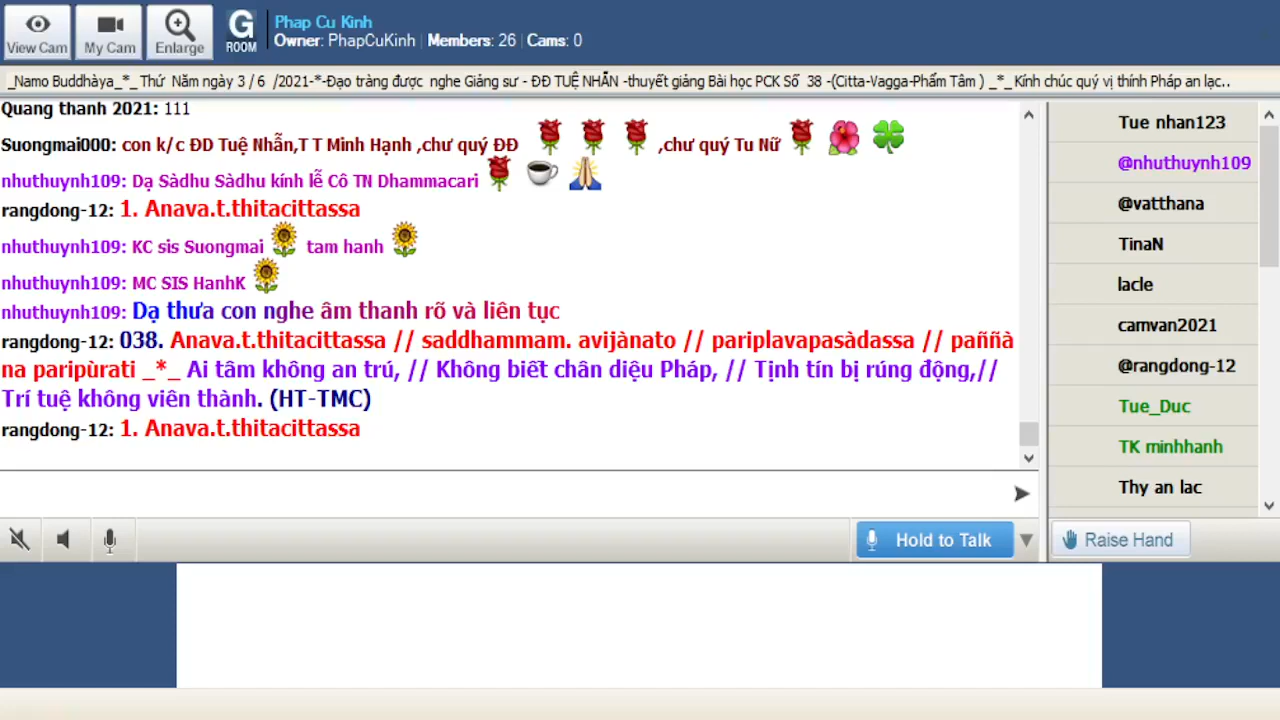 View Cam
My Cam
Enlarge
G
ROOM
Phap Cu Kinh
Owner: PhapCuKinh | Members: 26 | Cams: 0
_Namo Buddhàya_*_Thứ Năm ngày 3 / 6 /2021-*-Đạo tràng được nghe Giảng sư - ĐĐ TUỆ NHẪN -thuyết giảng Bài học PCK Số 38 -(Citta-Vagga-Phẩm Tâm ) _*_Kính chúc quý vị thính Pháp an lạc..
Quang thanh 2021: 111
Suongmai000: con k/c ĐD Tuệ Nhẫn,T T Minh Hạnh ,chư quý ĐĐ ,chư quý Tu Nữ
nhuthuynh109: Dạ Sàdhu Sàdhu kính lễ Cô TN Dhammacari
rangdong-12: 1. Anava.t.thitacittassa
nhuthuynh109: KC sis Suongmai tam hanh
nhuthuynh109: MC SIS HanhK
nhuthuynh109: Dạ thưa con nghe âm thanh rõ và liên tục
rangdong-12: 038. Anava.t.thitacittassa // saddhammam. avijànato // pariplavapasàdassa // paññà
na paripùrati _*_ Ai tâm không an trú, // Không biết chân diệu Pháp, // Tịnh tín bị rúng động,//
Trí tuệ không viên thành. (HT-TMC)
rangdong-12: 1. Anava.t.thitacittassa
Tue nhan123
@nhuthuynh109
@vatthana
TinaN
lacle
camvan2021
@rangdong-12
Tue_Duc
TK minhhanh
Thy an lac
Hold to Talk
Raise Hand